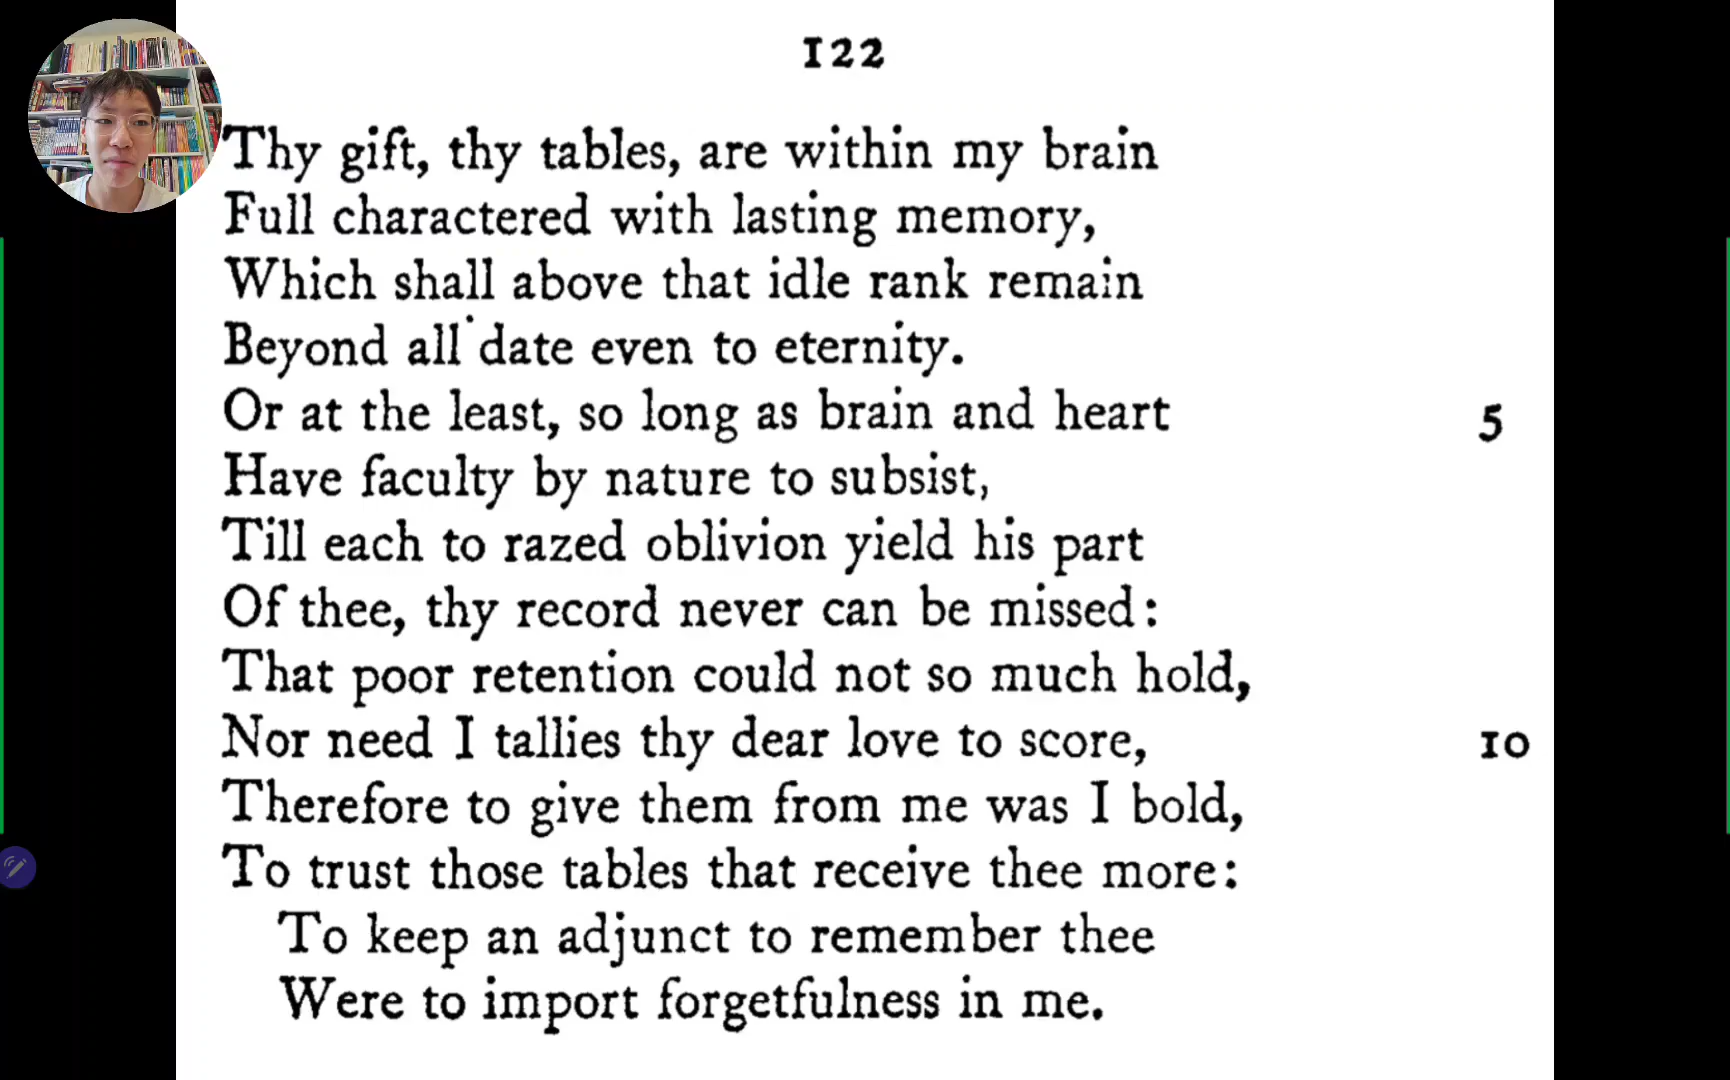 122
Thy gift, thy tables, are within my brain
Full charactered with lasting memory,
Which shall above that idle rank remain
Beyond all date even to eternity.
Or at the least, so long as brain and heart 5
Have faculty by nature to subsist,
Till each to razed oblivion yield his part
Of thee, thy record never can be missed:
That poor retention could not so much hold,
Nor need I tallies thy dear love to score, 10
Therefore to give them from me was I bold,
To trust those tables that receive thee more:
To keep an adjunct to remember thee
Were to import forgetfulness in me.